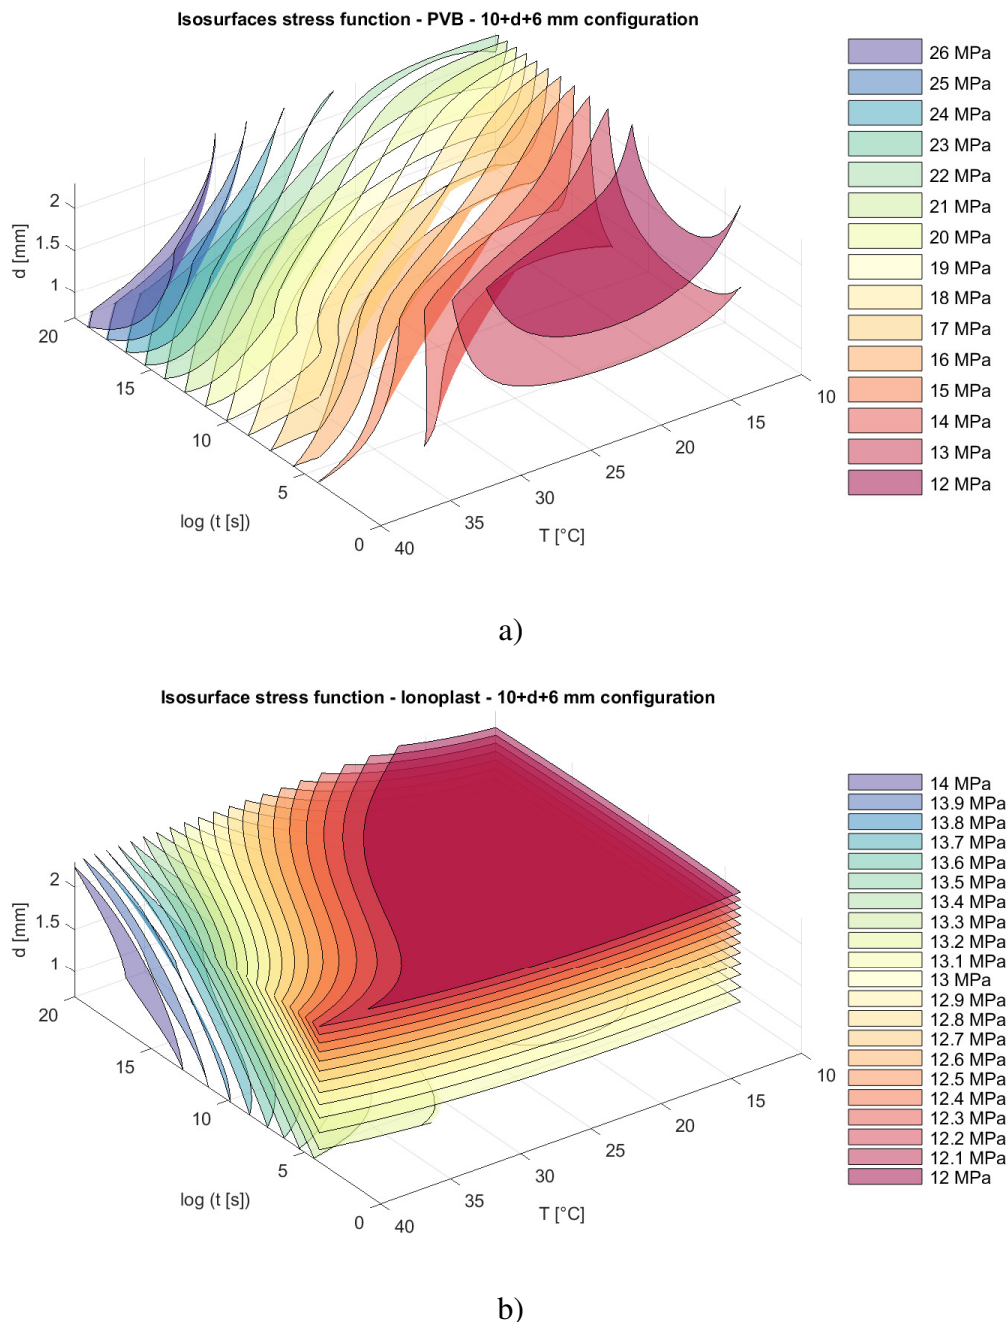 Isosurfaces stress function - PVB - 10+d+6 mm configuration
26 MPa
25 MPa
24 MPa
23 MPa
22 MPa
21 MPa
20 MPa
19 MPa
18 MPa
17 MPa
16 MPa
15 MPa
14 MPa
13 MPa
12 MPa
d [mm]
2
1.5
1
20
15
10
5
0
log (t [s])
40
35
30
25
20
15
10
T [°C]
a)
Isosurface stress function - Ionoplast - 10+d+6 mm configuration
14 MPa
13.9 MPa
13.8 MPa
13.7 MPa
13.6 MPa
13.5 MPa
13.4 MPa
13.3 MPa
13.2 MPa
13.1 MPa
13 MPa
12.9 MPa
12.8 MPa
12.7 MPa
12.6 MPa
12.5 MPa
12.4 MPa
12.3 MPa
12.2 MPa
12.1 MPa
12 MPa
d [mm]
2
1.5
1
20
15
10
5
0
log (t [s])
40
35
30
25
20
15
10
T [°C]
b)